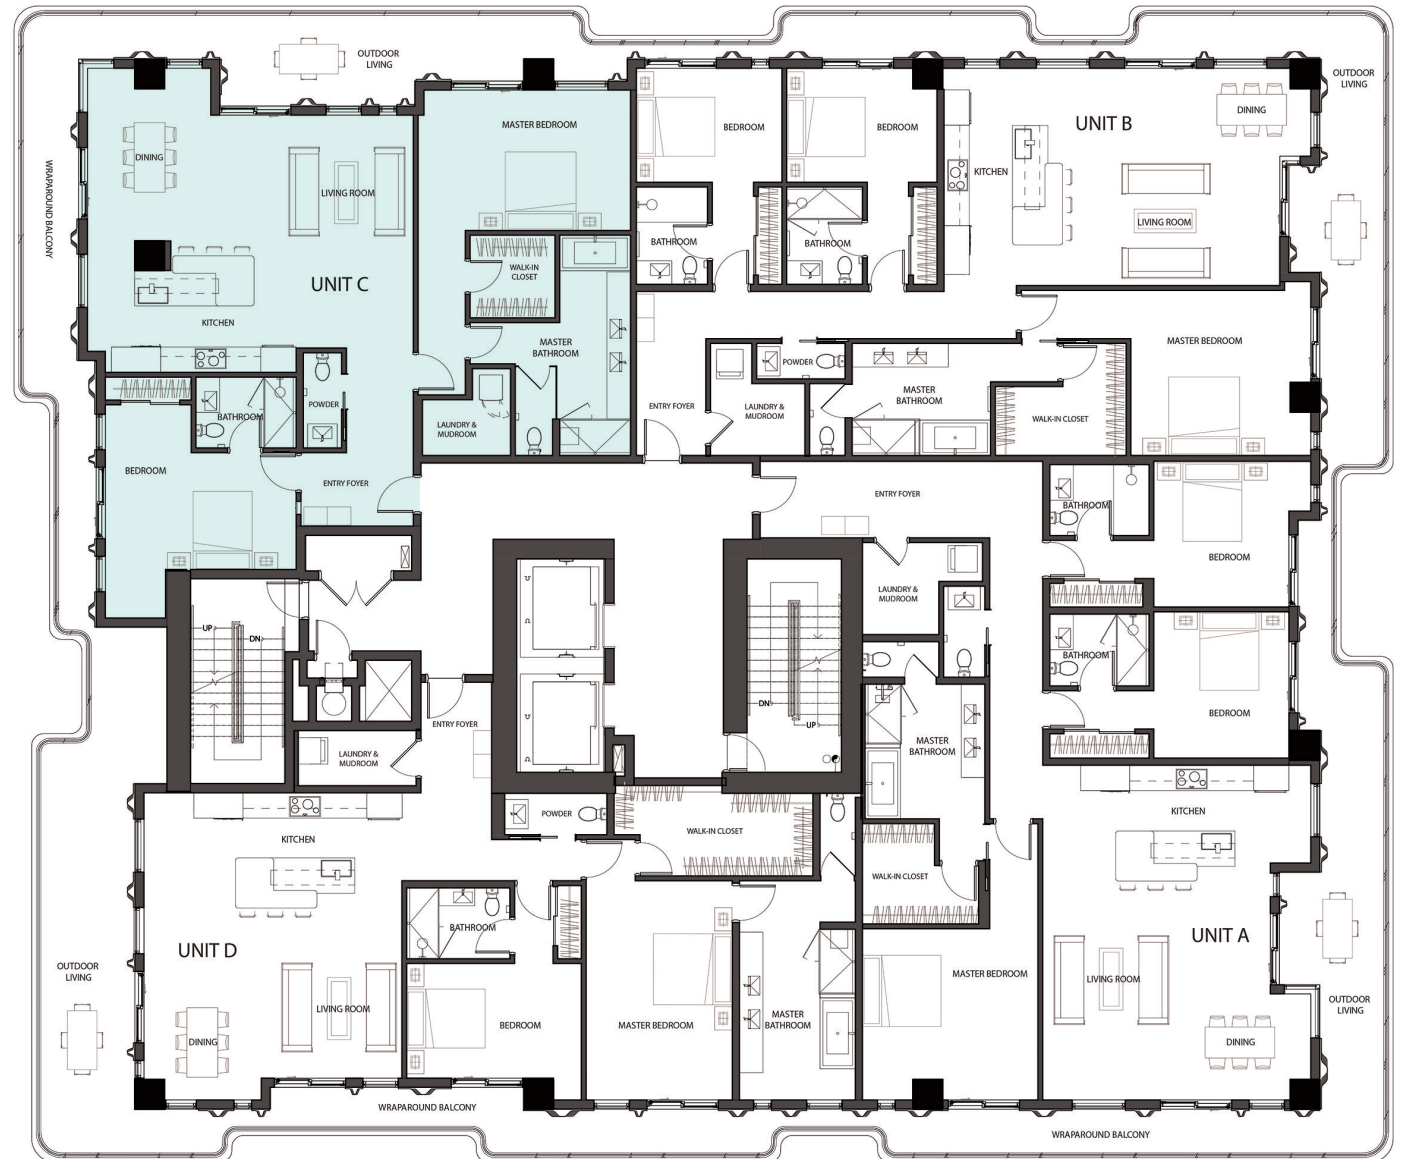 OUTDOOR
LIVING
OUTDOOR
LIVING
WRAPAROUND BALCONY
DINING
LIVING ROOM
UNIT C
KITCHEN
MASTER BEDROOM
WALK-IN
CLOSET
MASTER
BATHROOM
LAUNDRY &
MUDROOM
POWDER
BATHROOM
BEDROOM
ENTRY FOYER
BEDROOM
BEDROOM
BATHROOM
BATHROOM
UNIT B
DINING
KITCHEN
LIVING ROOM
MASTER BEDROOM
WALK-IN CLOSET
POWDER
MASTER
BATHROOM
LAUNDRY &
MUDROOM
ENTRY FOYER
ENTRY FOYER
BATHROOM
BEDROOM
LAUNDRY &
MUDROOM
BATHROOM
BEDROOM
UP
DN
DN
UP
ENTRY FOYER
LAUNDRY &
MUDROOM
MASTER
BATHROOM
KITCHEN
POWDER
WALK-IN CLOSET
WALK-IN CLOSET
KITCHEN
BATHROOM
UNIT D
UNIT A
OUTDOOR
LIVING
LIVING ROOM
DINING
BEDROOM
MASTER BEDROOM
MASTER
BATHROOM
MASTER BEDROOM
LIVING ROOM
DINING
OUTDOOR
LIVING
WRAPAROUND BALCONY
WRAPAROUND BALCONY